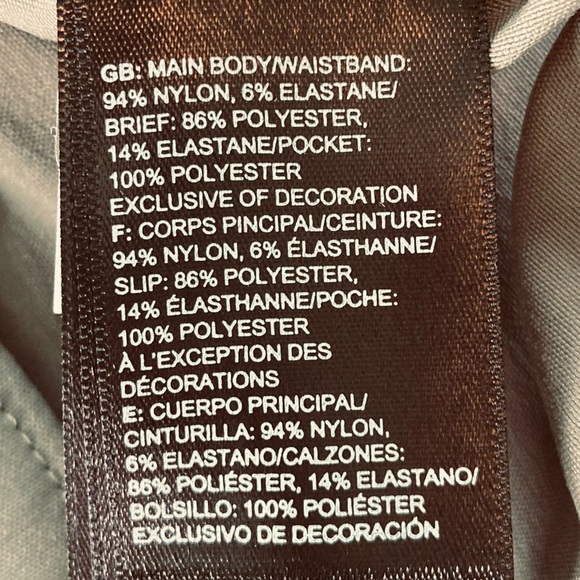 GB: MAIN BODY/WAISTBAND:
94% NYLON, 6% ELASTANE/
BRIEF: 86% POLYESTER,
14% ELASTANE/POCKET:
100% POLYESTER
EXCLUSIVE OF DECORATION
F: CORPS PINCIPAL/CEINTURE:
94% NYLON, 6% ÉLASTHANNE/
SLIP: 86% POLYESTER,
14% ÉLASTHANNE/POCHE:
100% POLYESTER
À L'EXCEPTION DES
DÉCORATIONS
E: CUERPO PRINCIPAL/
CINTURILLA: 94% NYLON,
6% ELASTANO/CALZONES:
86% POLIÉSTER, 14% ELASTANO/
BOLSILLO: 100% POLIÉSTER
EXCLUSIVO DE DECORACIÓN